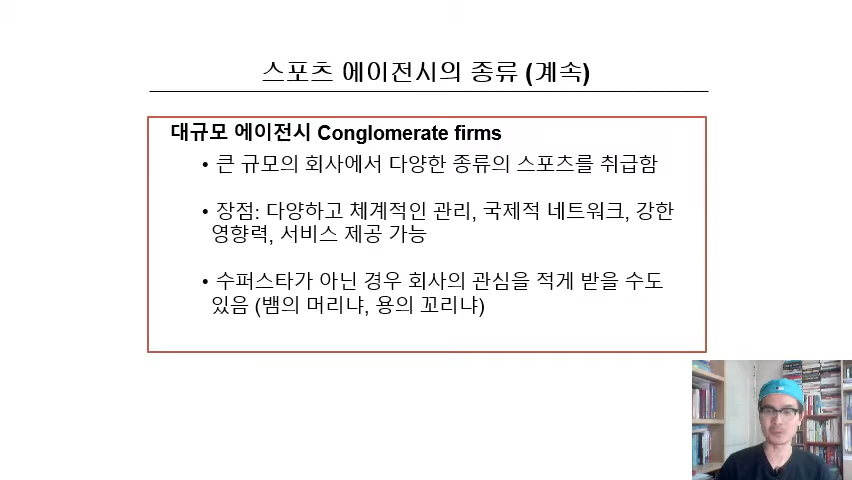 스포츠 에이전시의 종류 (계속)
대규모 에이전시 Conglomerate firms
• 큰 규모의 회사에서 다양한 종류의 스포츠를 취급함
• 장점: 다양하고 체계적인 관리, 국제적 네트워크, 강한
영향력, 서비스 제공 가능
• 수퍼스타가 아닌 경우 회사의 관심을 적게 받을 수도
있음 (뱀의 머리냐, 용의 꼬리냐)